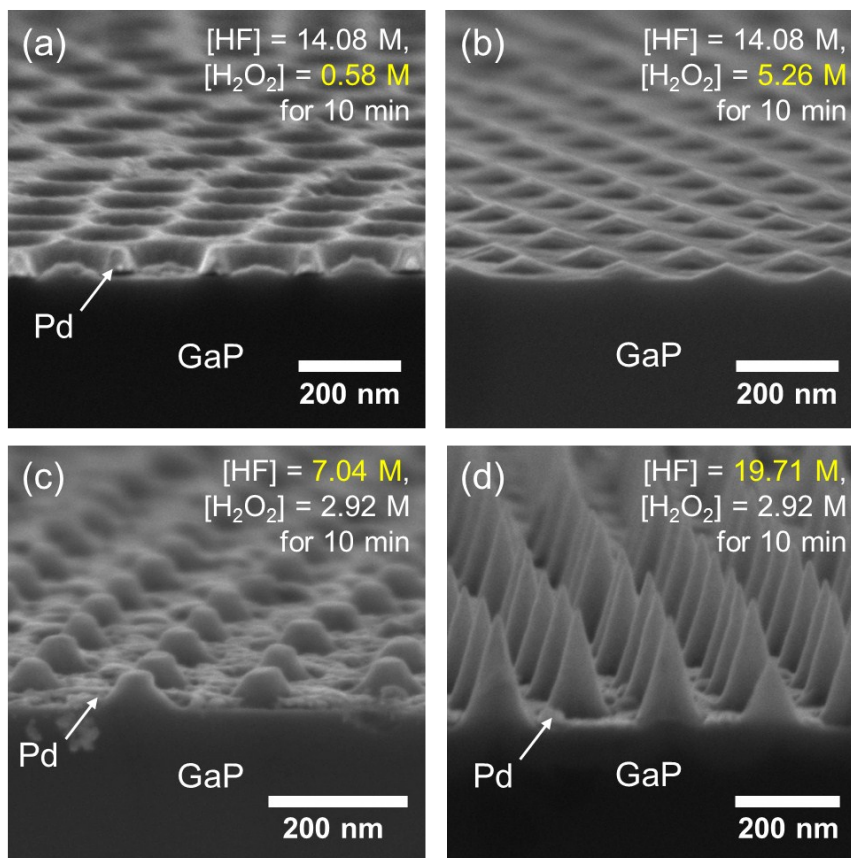 (a)
[HF] = 14.08 M,
[H₂O₂] = 0.58 M
for 10 min
Pd
GaP
200 nm
(b)
[HF] = 14.08 M,
[H₂O₂] = 5.26 M
for 10 min
GaP
200 nm
(c)
[HF] = 7.04 M,
[H₂O₂] = 2.92 M
for 10 min
Pd
GaP
200 nm
(d)
[HF] = 19.71 M,
[H₂O₂] = 2.92 M
for 10 min
Pd
GaP
200 nm